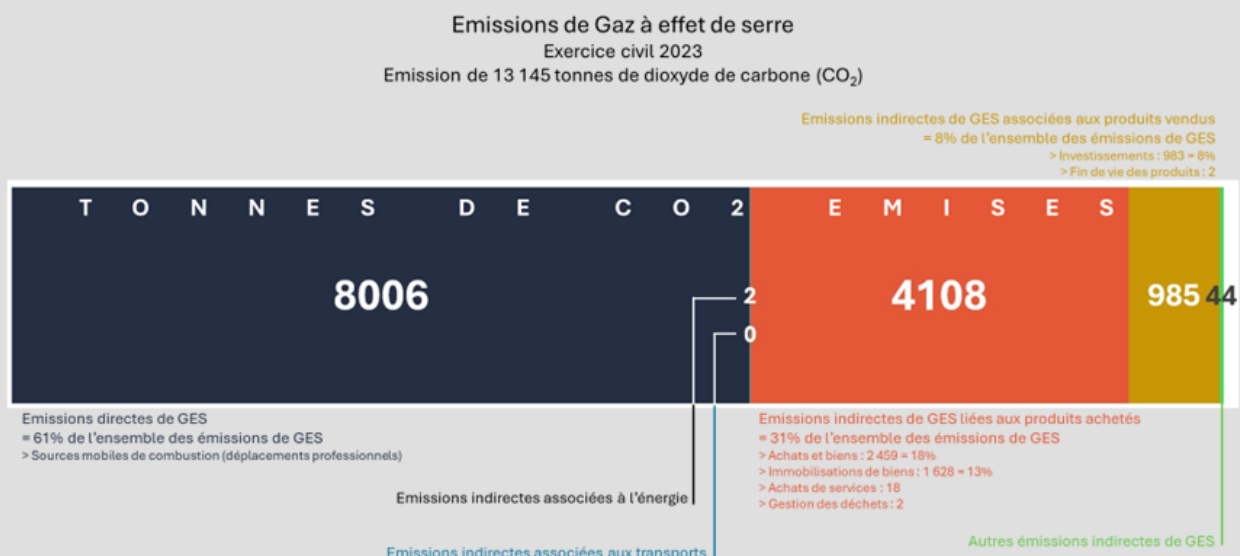 Emissions de Gaz à effet de serre
Exercice civil 2023
Emission de 13 145 tonnes de dioxyde de carbone (CO₂)
Emissions indirectes de GES associées aux produits vendus
= 8% de l'ensemble des émissions de GES
> Investissements : 983 = 8%
> Fin de vie des produits : 2
TONNES DE CO2 EMISES
8006
2
0
4108
985
44
Emissions directes de GES
= 61% de l'ensemble des émissions de GES
> Sources mobiles de combustion (déplacements professionnels)
Emissions indirectes de GES liées aux produits achetés
= 31% de l'ensemble des émissions de GES
> Achats et biens : 2 459 = 18%
> Immobilisations de biens : 1 628 = 13%
> Achats de services : 18
> Gestion des déchets : 2
Emissions indirectes associées à l'énergie
Emissions indirectes associées aux transports
Autres émissions indirectes de GES